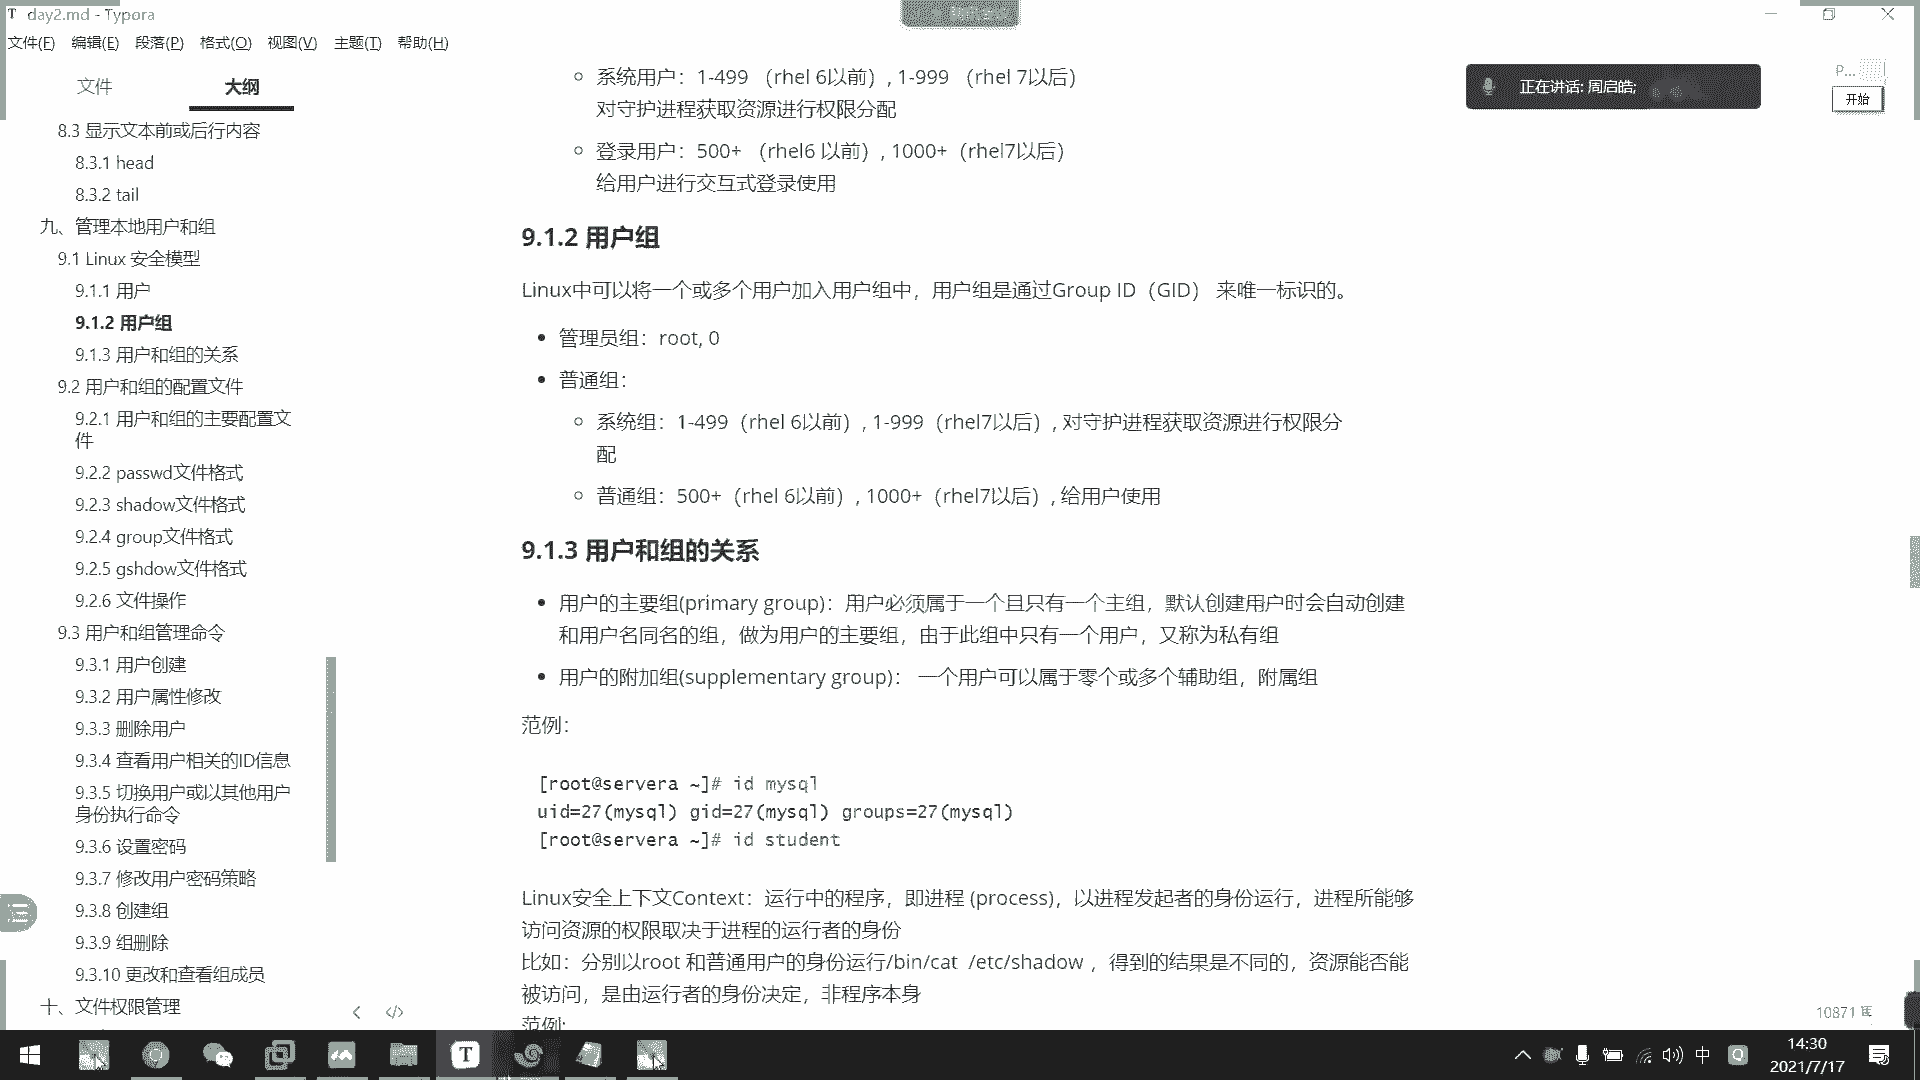 day2.md - Typora
文件(F) 编辑(E) 段落(P) 格式(O) 视图(V) 主题(T) 帮助(H)
文件 大纲
8.3 显示文本前或后行内容
8.3.1 head
8.3.2 tail
九、管理本地用户和组
9.1 Linux 安全模型
9.1.1 用户
9.1.2 用户组
9.1.3 用户和组的关系
9.2 用户和组的配置文件
9.2.1 用户和组的主要配置文
件
9.2.2 passwd文件格式
9.2.3 shadow文件格式
9.2.4 group文件格式
9.2.5 gshdow文件格式
9.2.6 文件操作
9.3 用户和组管理命令
9.3.1 用户创建
9.3.2 用户属性修改
9.3.3 删除用户
9.3.4 查看用户相关的ID信息
9.3.5 切换用户或以其他用户
身份执行命令
9.3.6 设置密码
9.3.7 修改用户密码策略
9.3.8 创建组
9.3.9 组删除
9.3.10 更改和查看组成员
十、文件权限管理
系统用户：1-499 （rhel 6以前）, 1-999 （rhel 7以后）
对守护进程获取资源进行权限分配
登录用户：500+ （rhel6 以前）, 1000+（rhel7以后）
给用户进行交互式登录使用
9.1.2 用户组
Linux中可以将一个或多个用户加入用户组中，用户组是通过Group ID（GID） 来唯一标识的。
管理员组：root, 0
普通组：
系统组：1-499（rhel 6以前）, 1-999（rhel7以后）, 对守护进程获取资源进行权限分
配
普通组：500+（rhel 6以前）, 1000+（rhel7以后）, 给用户使用
9.1.3 用户和组的关系
用户的主要组(primary group)：用户必须属于一个且只有一个主组，默认创建用户时会自动创建
和用户名同名的组，做为用户的主要组，由于此组中只有一个用户，又称为私有组
用户的附加组(supplementary group)： 一个用户可以属于零个或多个辅助组，附属组
范例：
[root@servera ~]# id mysql
uid=27(mysql) gid=27(mysql) groups=27(mysql)
[root@servera ~]# id student
Linux安全上下文Context：运行中的程序，即进程 (process)，以进程发起者的身份运行，进程所能够
访问资源的权限取决于进程的运行者的身份
比如：分别以root 和普通用户的身份运行/bin/cat /etc/shadow ，得到的结果是不同的，资源能否能
被访问，是由运行者的身份决定，非程序本身
范例:
正在讲话: 周启皓;
P...
开始
10871 词
中
14:30
2021/7/17